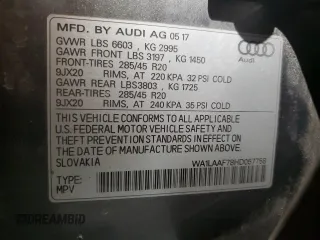 MFD. BY AUDI AG 05 17
GVWR LBS 6603 , KG 2995
GAWR FRONT LBS 3197 , KG 1450
FRONT-TIRES 285/45 R20
9JX20 RIMS, AT 220 KPA 32 PSI COLD
GAWR REAR LBS3803 , KG 1725
REAR-TIRES 285/45 R20
9JX20 RIMS, AT 240 KPA 35 PSI COLD
Audi
THIS VEHICLE CONFORMS TO ALL APPLICABLE
U.S. FEDERAL MOTOR VEHICLE SAFETY
STANDARDS IN EFFECT ON THE DATE
OF MANUFACTURE SHOWN ABOVE.
SLOVAKIA
TYPE:
MPV
DREAMBID